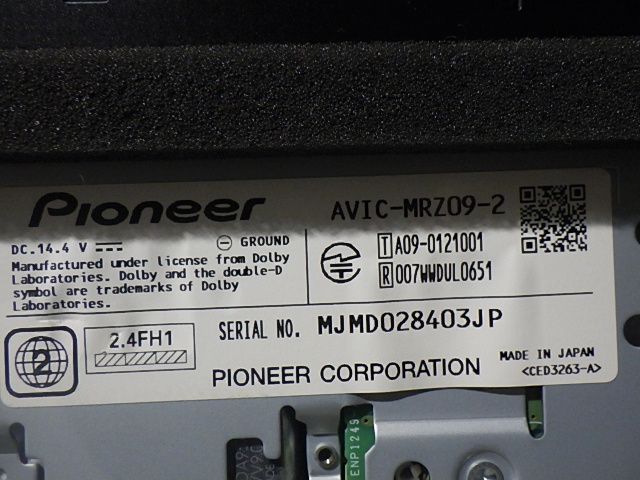 Pioneer
AVIC-MRZ09-2
DC.14.4 V
GROUND
Manufactured under license from Dolby
Laboratories. Dolby and the double-D
symbol are trademarks of Dolby
Laboratories.
T A09-0121001
R 007WWDUL0651
2
2.4FH1
SERIAL NO. MJMD028403JP
PIONEER CORPORATION
MADE IN JAPAN
<CED3263-A>
ENP1249